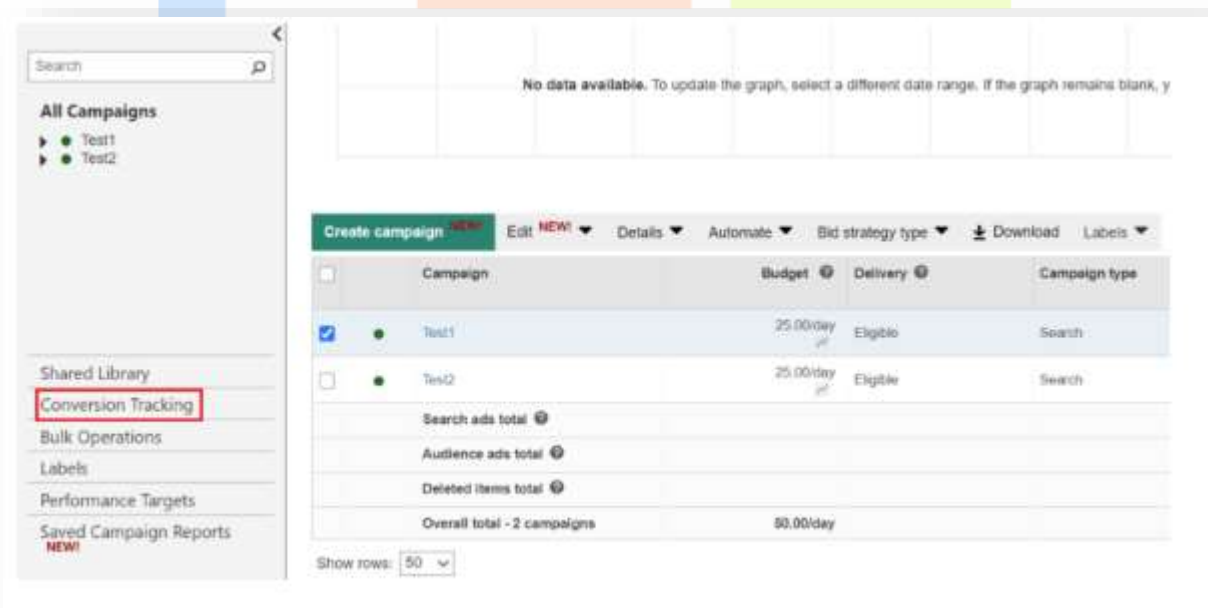 Search
All Campaigns
Test1
Test2
Shared Library
Conversion Tracking
Bulk Operations
Labels
Performance Targets
Saved Campaign Reports
NEW!
No data available. To update the graph, select a different date range. If the graph remains blank, y
Create campaign NEW! Edit NEW! Details Automate Bid strategy type Download Labels
Campaign Budget Delivery Campaign type
Test1 25.00/day Eligible Search
Test2 25.00/day Eligible Search
Search ads total
Audience ads total
Deleted items total
Overall total - 2 campaigns 50.00/day
Show rows: 50